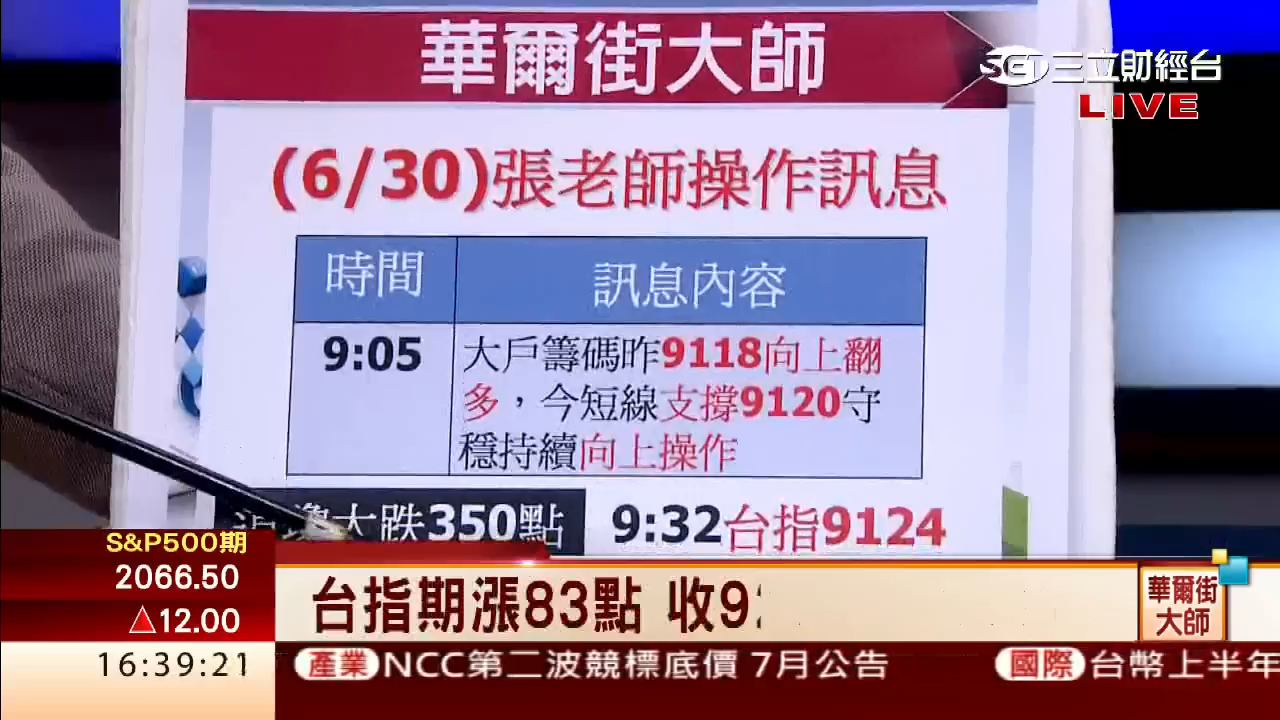 華爾街大師
SET三立財經台
LIVE
(6/30)張老師操作訊息
時間
訊息內容
9:05
大戶籌碼昨9118向上翻
多，今短線支撐9120守
穩持續向上操作
大跌350點
9:32台指9124
S&P500期
2066.50
△12.00
16:39:21
台指期漲83點 收92
華爾街
大師
產業 NCC第二波競標底價 7月公告
國際 台幣上半年